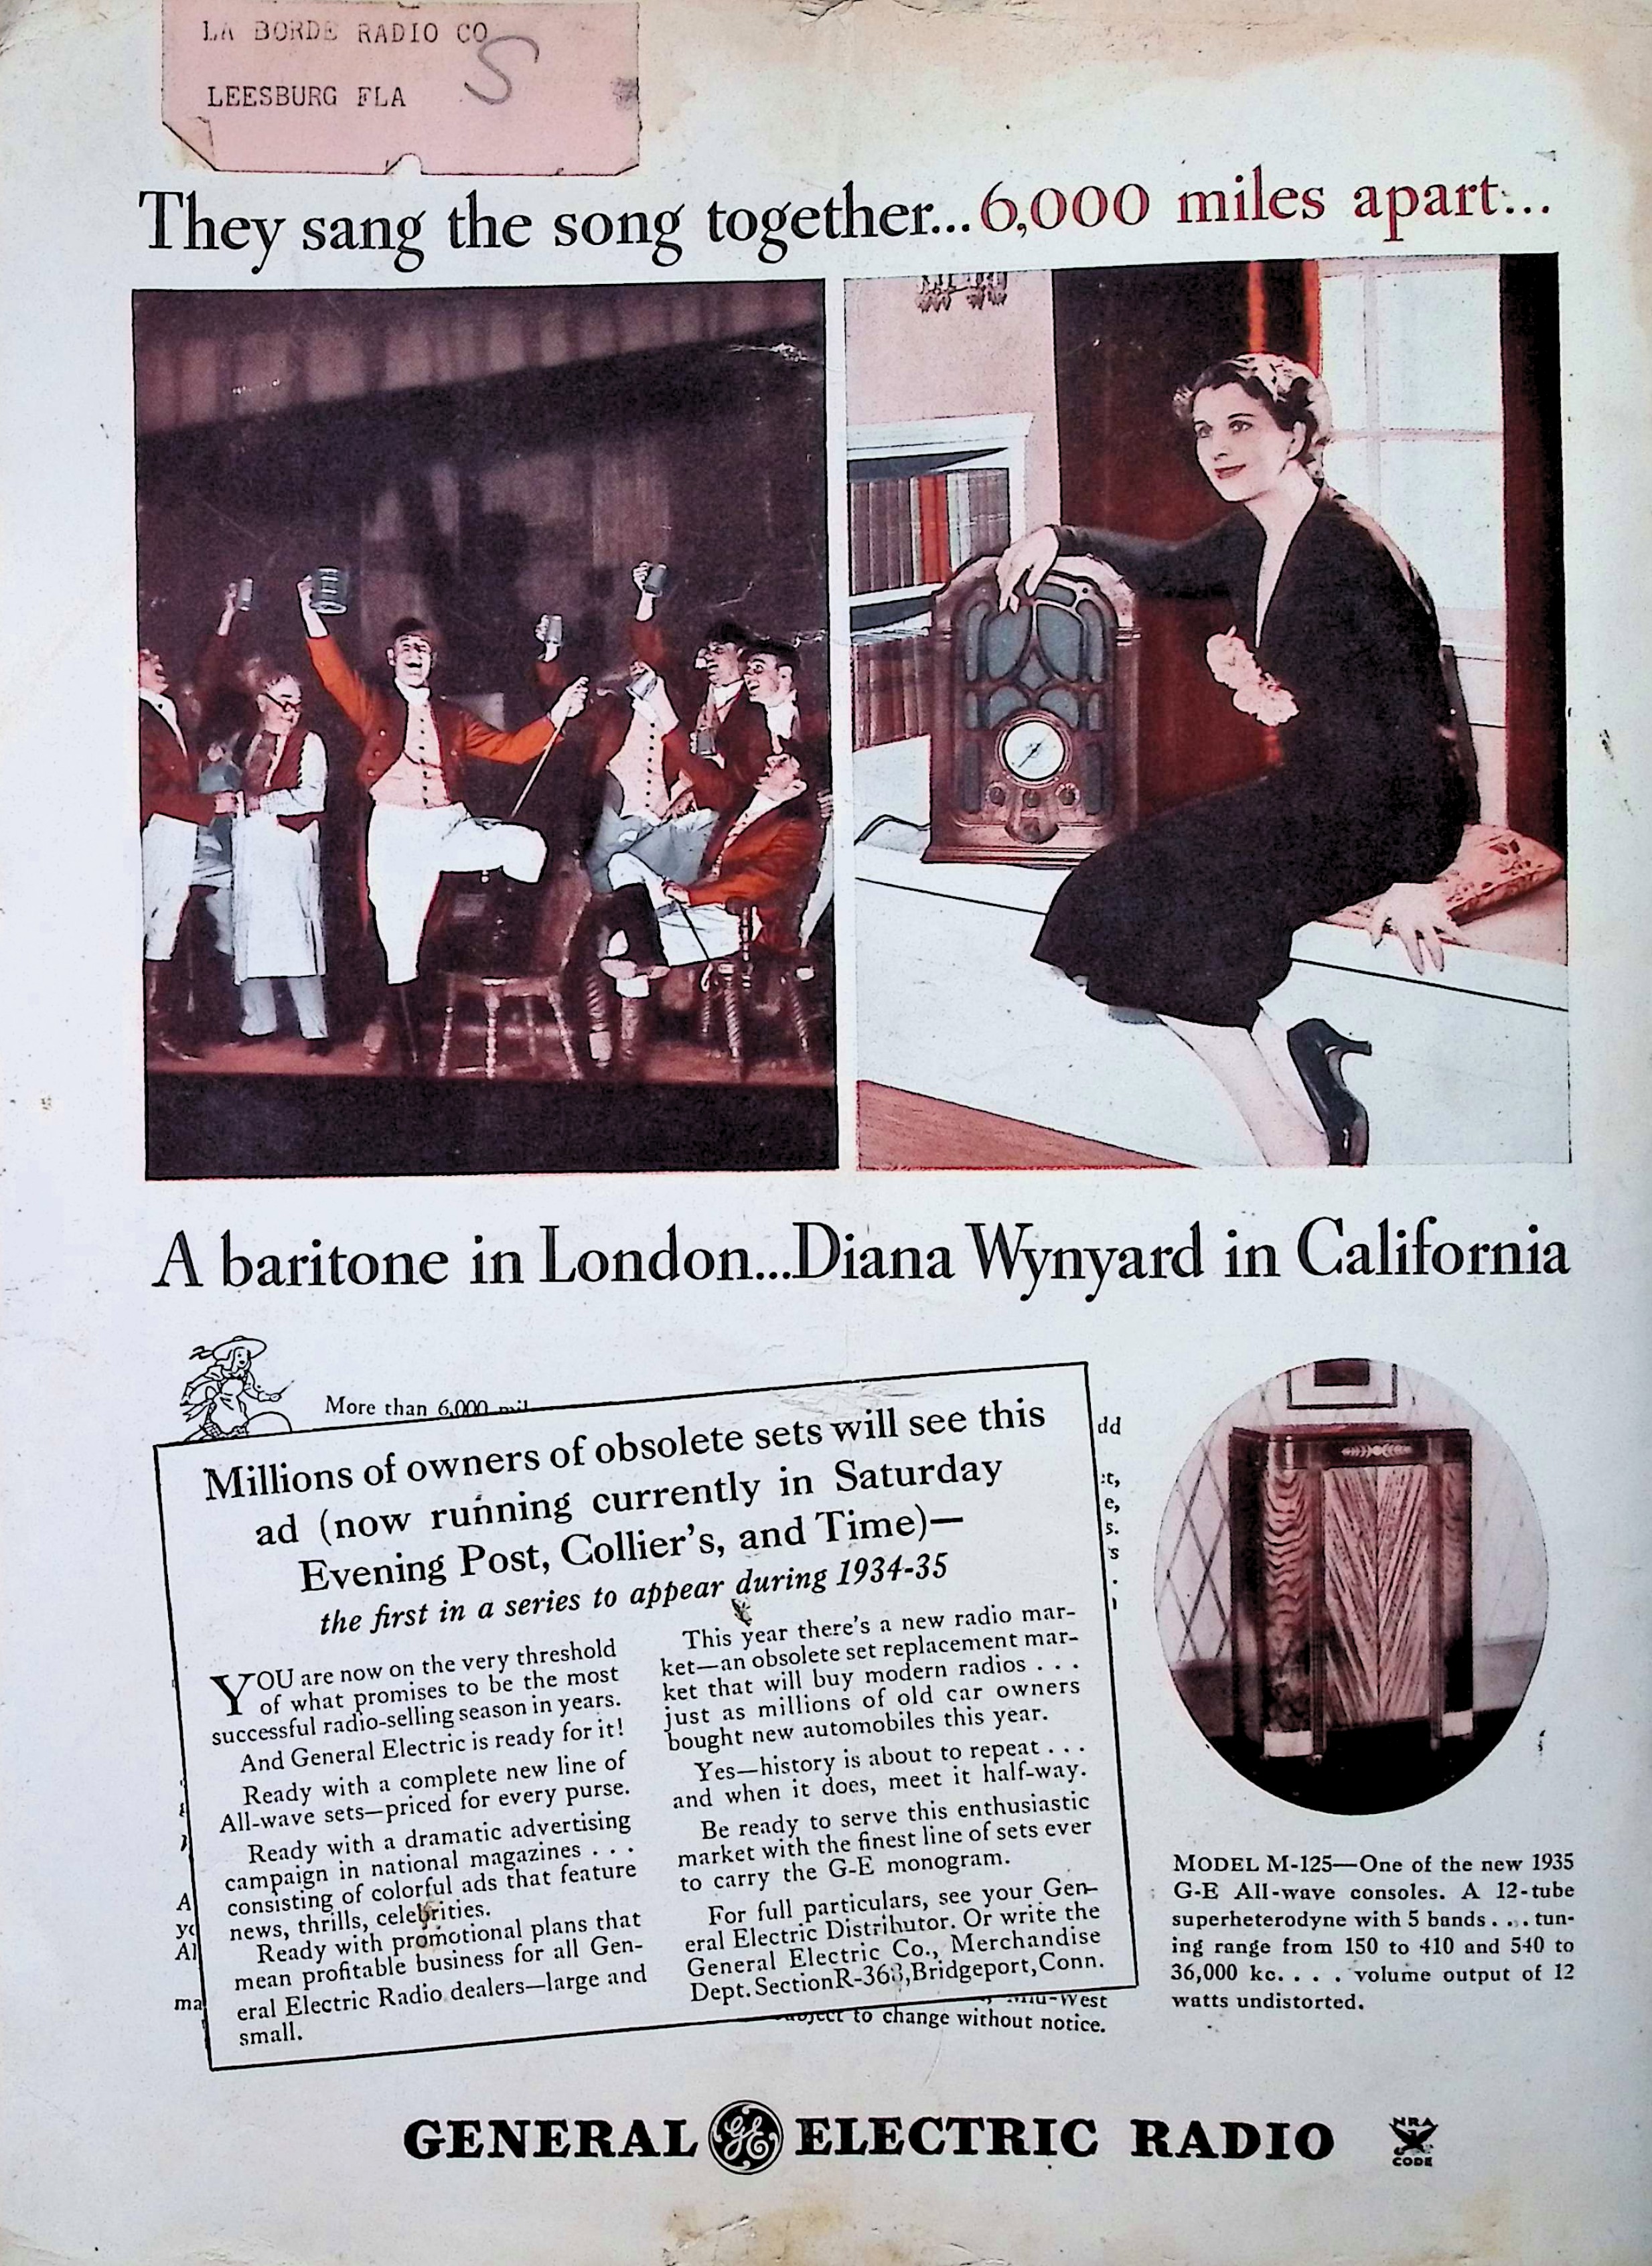 LA BORDE RADIO CO
S
LEESBURG FLA
They sang the song together...6,000 miles apart...
A baritone in London...Diana Wynyard in California
More than 6,000
Millions of owners of obsolete sets will see this
ad (now running currently in Saturday
Evening Post, Collier's, and Time)—
the first in a series to appear during 1934-35
YOU are now on the very threshold
of what promises to be the most
successful radio-selling season in years.
And General Electric is ready for it!
Ready with a complete new line of
All-wave sets—priced for every purse.
Ready with a dramatic advertising
campaign in national magazines . . .
consisting of colorful ads that feature
news, thrills, celebrities.
Ready with promotional plans that
mean profitable business for all Gen-
eral Electric Radio dealers—large and
small.
This year there's a new radio mar-
ket—an obsolete set replacement mar-
ket that will buy modern radios . . .
just as millions of old car owners
bought new automobiles this year.
Yes—history is about to repeat . . .
and when it does, meet it half-way.
Be ready to serve this enthusiastic
market with the finest line of sets ever
to carry the G-E monogram.
For full particulars, see your Gen-
eral Electric Distributor. Or write the
General Electric Co., Merchandise
Dept. Section R-368, Bridgeport, Conn.
dd
:t,
e,
s.
's
A
yc
Al
ma
Mid-West
to change without notice.
MODEL M-125—One of the new 1935
G-E All-wave consoles. A 12-tube
superheterodyne with 5 bands . . . tun-
ing range from 150 to 410 and 540 to
36,000 kc. . . . volume output of 12
watts undistorted.
GENERAL GE ELECTRIC RADIO
NRA
CODE